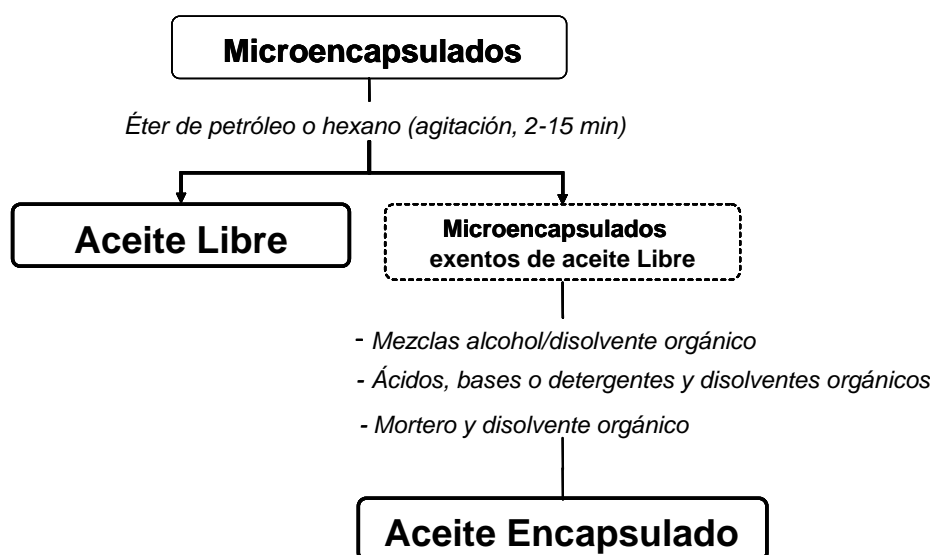 Microencapsulados
Éter de petróleo o hexano (agitación, 2-15 min)
Aceite Libre
Microencapsulados
exentos de aceite Libre
- Mezclas alcohol/disolvente orgánico
- Ácidos, bases o detergentes y disolventes orgánicos
- Mortero y disolvente orgánico
Aceite Encapsulado